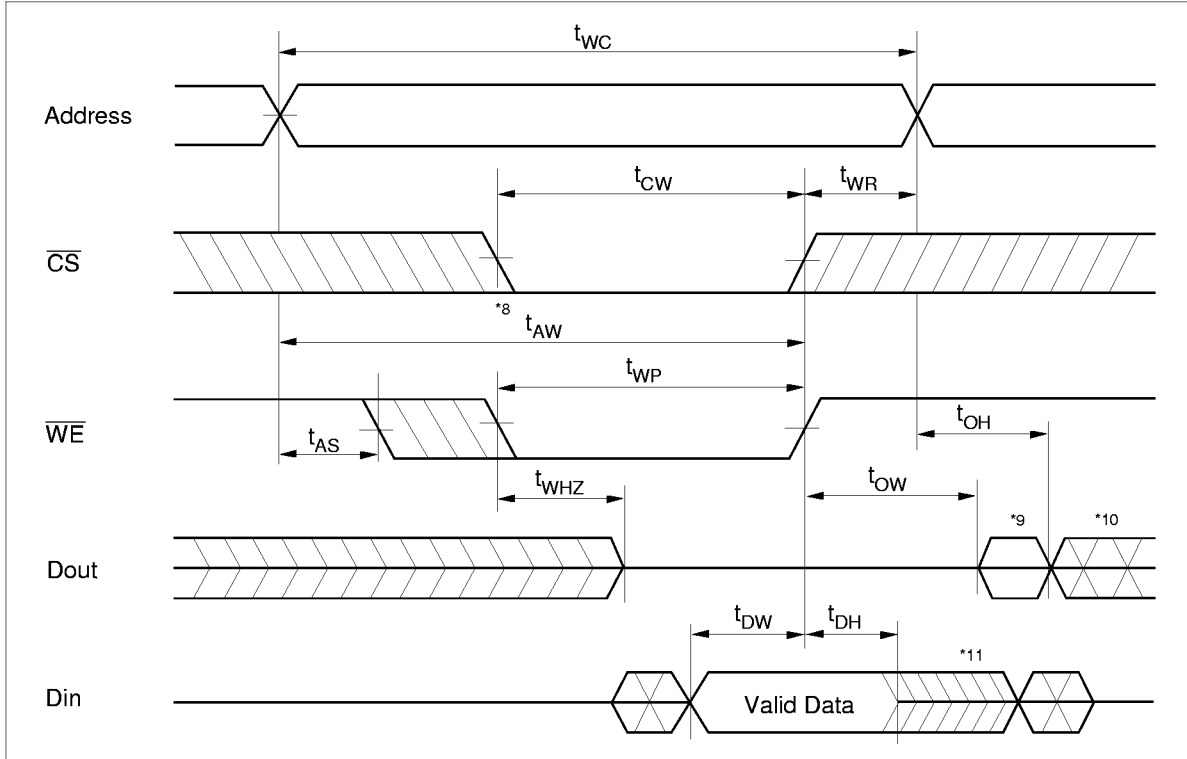 tWC
Address
tCW
tWR
CS
*8
tAW
tWP
WE
tAS
tOH
tWHZ
tOW
*9
*10
Dout
tDW
tDH
*11
Din
Valid Data